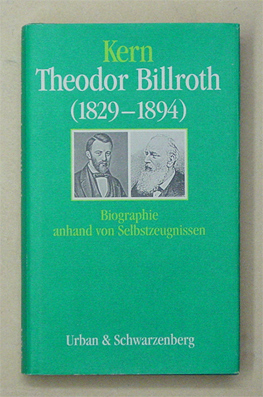 Kern
Theodor Billroth
(1829–1894)
Biographie
anhand von Selbstzeugnissen
Urban & Schwarzenberg